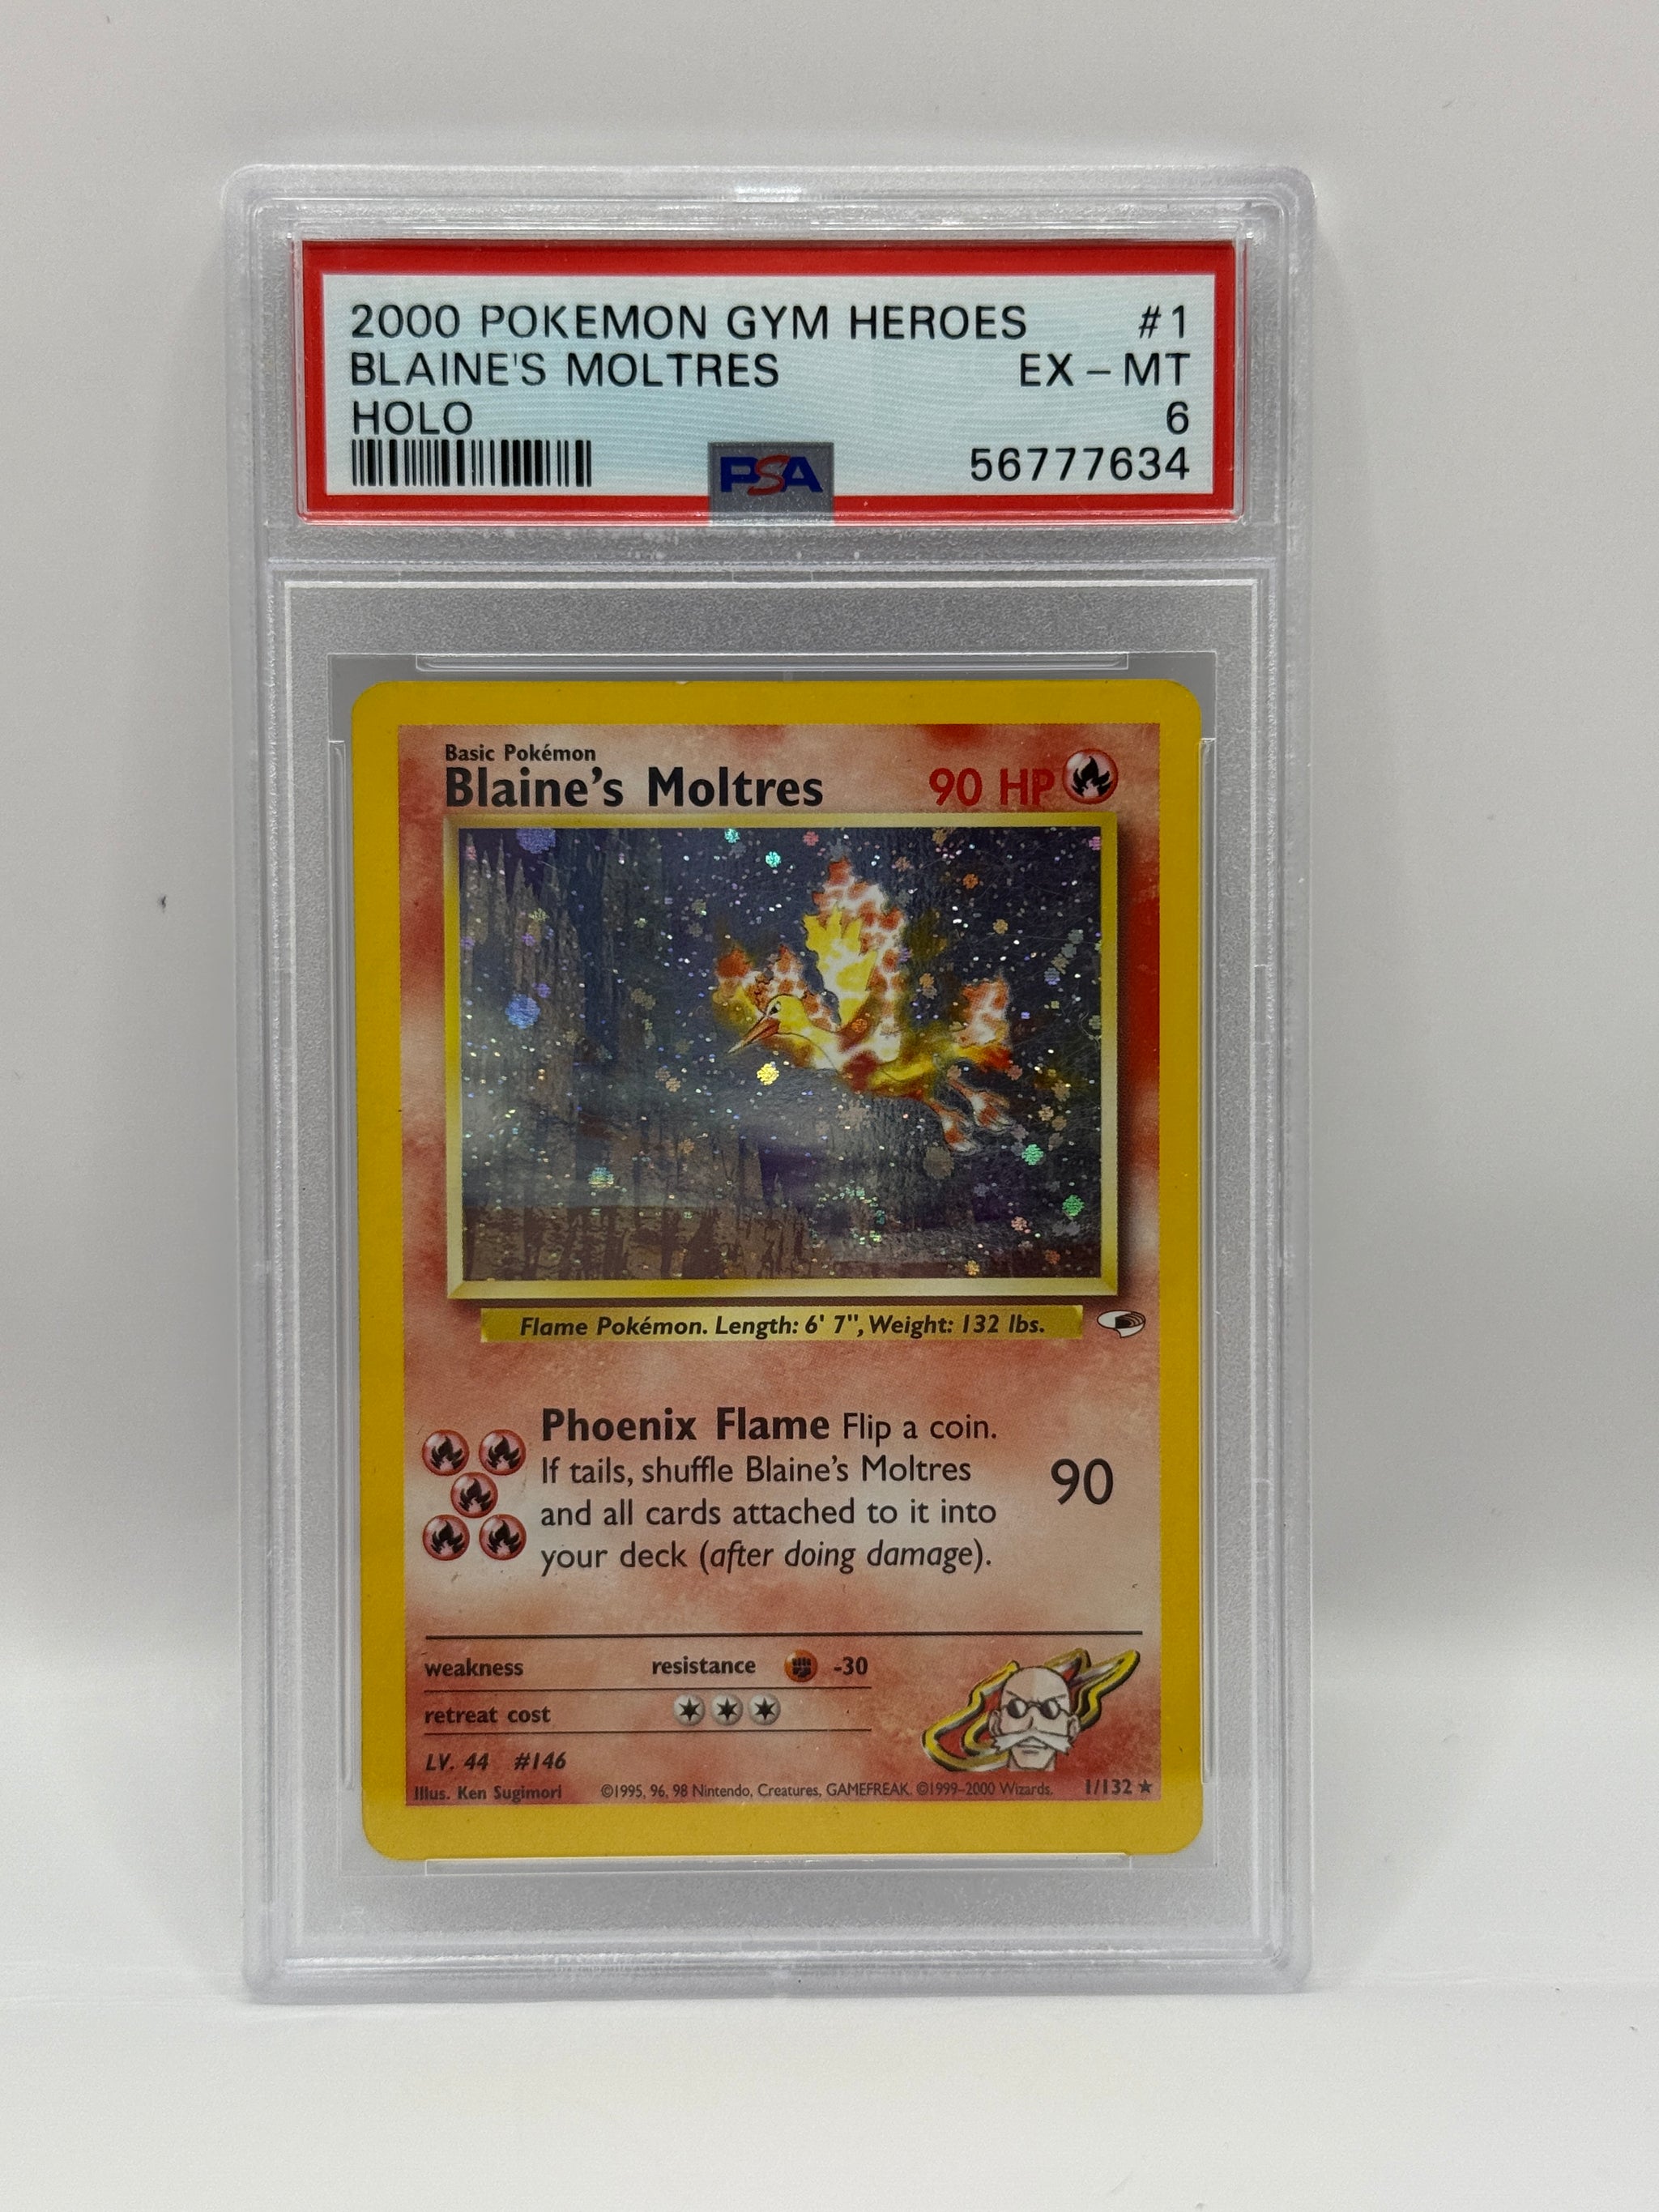 2000 POKEMON GYM HEROES #1
BLAINE'S MOLTRES EX - MT
HOLO 6
PSA 56777634
Basic Pokémon
Blaine's Moltres 90 HP
Flame Pokémon. Length: 6' 7", Weight: 132 lbs.
Phoenix Flame Flip a coin.
If tails, shuffle Blaine's Moltres
and all cards attached to it into
your deck (after doing damage).
90
weakness resistance -30
retreat cost
LV. 44 #146
Illus. Ken Sugimori ©1995, 96, 98 Nintendo, Creatures, GAMEFREAK. ©1999-2000 Wizards. 1/132 ★